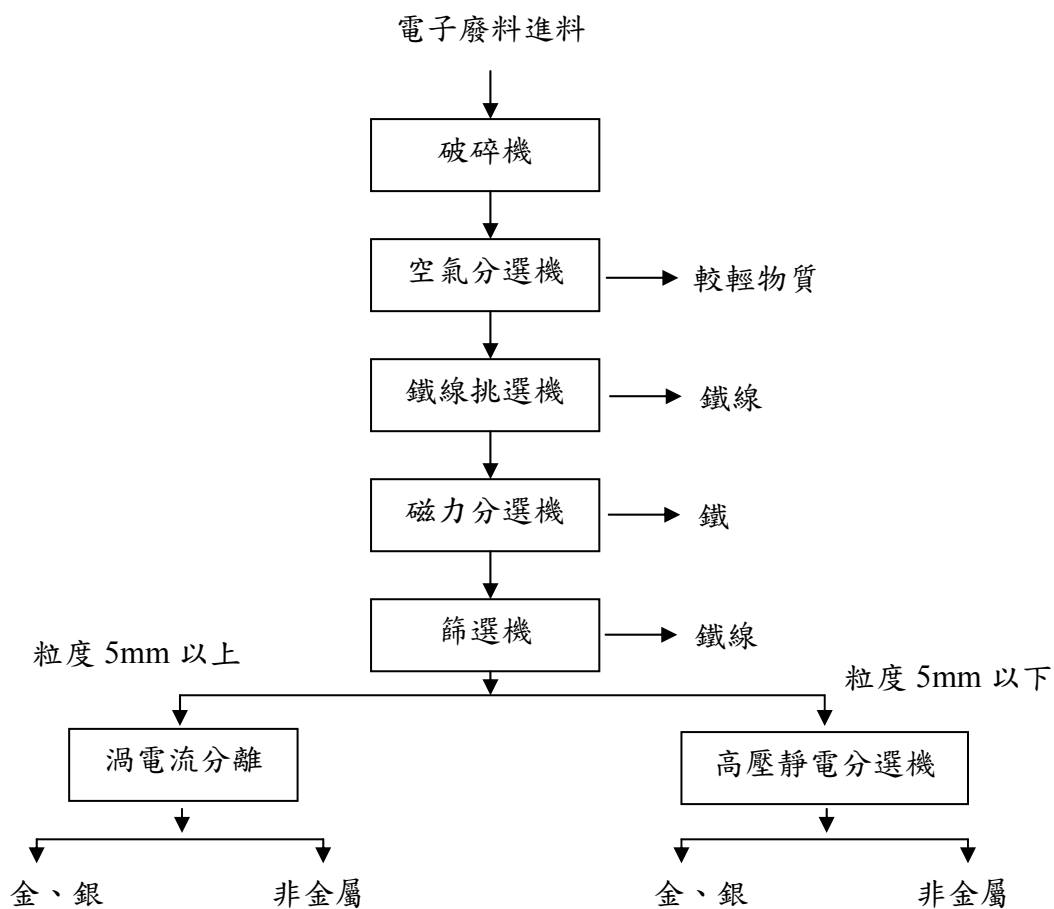 電子廢料進料
破碎機
空氣分選機
較輕物質
鐵線挑選機
鐵線
磁力分選機
鐵
篩選機
鐵線
粒度 5mm 以上
粒度 5mm 以下
渦電流分離
高壓靜電分選機
金、銀
非金屬
金、銀
非金屬